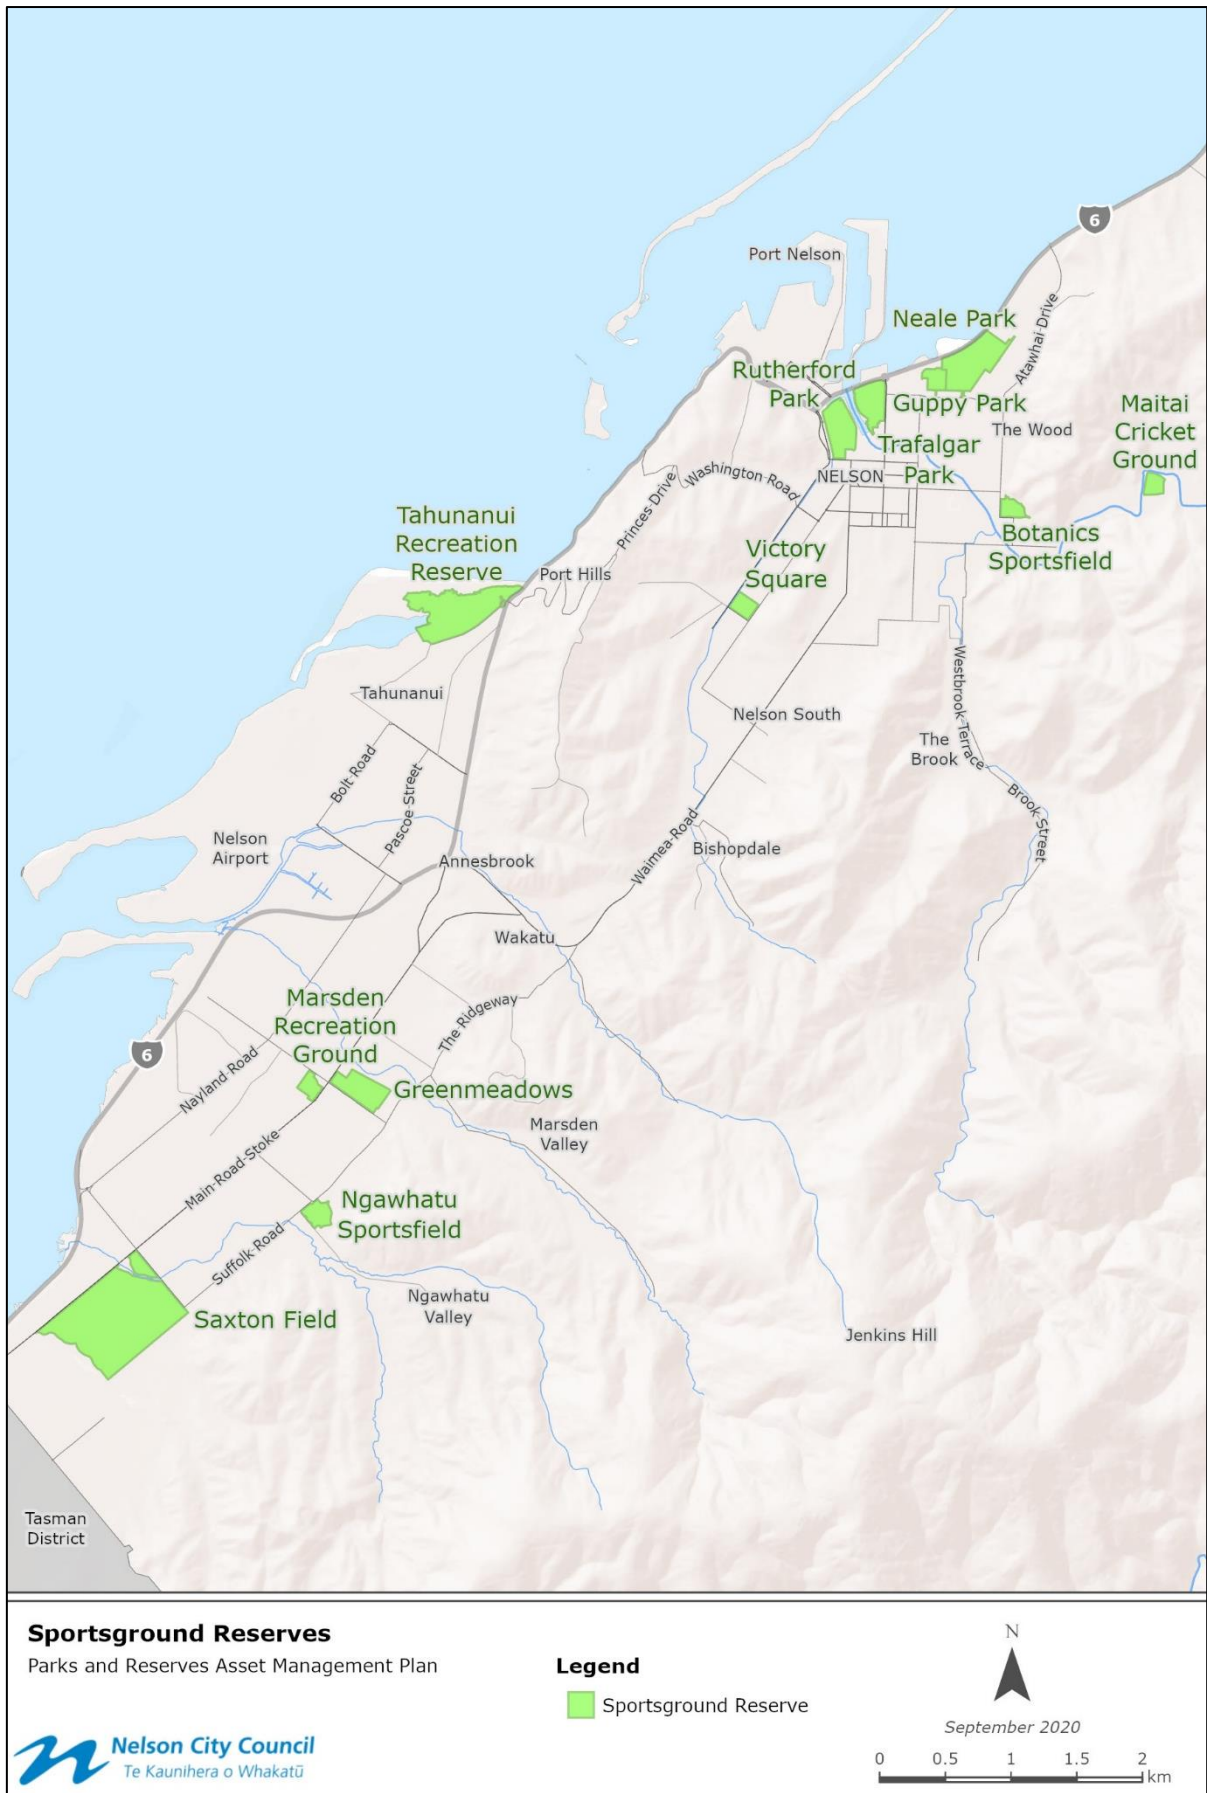 6
Port Nelson
Neale Park
Atawhai Drive
Rutherford
Park
Guppy Park
The Wood
Maitai
Cricket
Ground
Trafalgar
Park
NELSON
Washington Road
Princes Drive
Tahunanui
Recreation
Reserve
Port Hills
Victory
Square
Botanics
Sportsfield
Tahunanui
Nelson South
Westbrook Terrace
The
Brook
Brook Street
Bolt Road
Pascoe Street
Nelson
Airport
Annesbrook
Waimea Road
Bishopdale
Wakatu
Marsden
Recreation
Ground
The Ridgeway
6
Nayland Road
Greenmeadows
Marsden
Valley
Main Road Stoke
Ngawhatu
Sportsfield
Suffolk Road
Ngawhatu
Valley
Saxton Field
Jenkins Hill
Tasman
District
Sportsground Reserves
Parks and Reserves Asset Management Plan
Legend
Sportsground Reserve
N
September 2020
0 0.5 1 1.5 2
km
Nelson City Council
Te Kaunihera o Whakatū